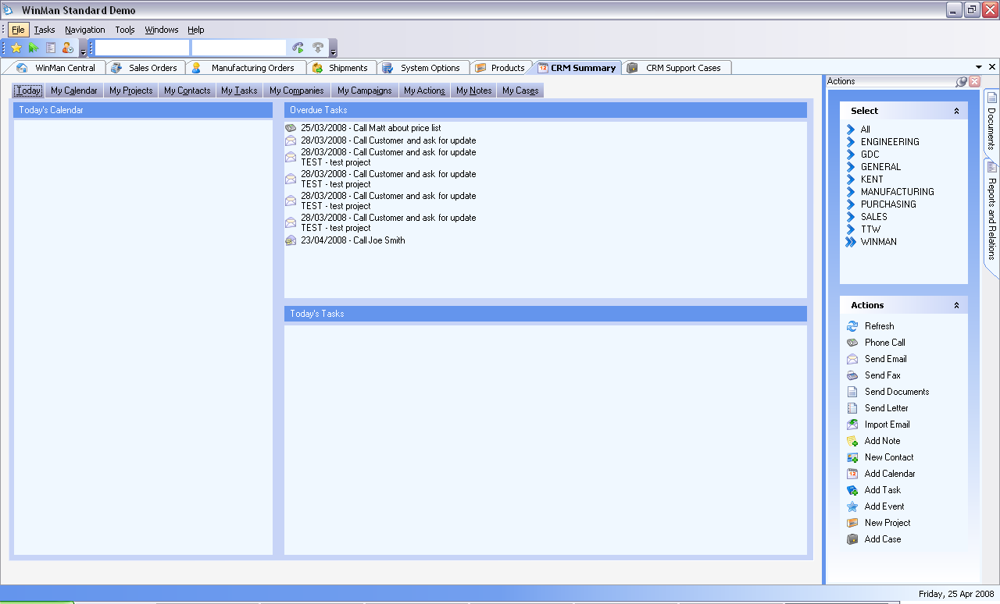 WinMan Standard Demo
File Tasks Navigation Tools Windows Help
WinMan Central Sales Orders Manufacturing Orders Shipments System Options Products 12 CRM Summary CRM Support Cases
Today My Calendar My Projects My Contacts My Tasks My Companies My Campaigns My Actions My Notes My Cases
Today's Calendar
Overdue Tasks
25/03/2008 - Call Matt about price list
28/03/2008 - Call Customer and ask for update
28/03/2008 - Call Customer and ask for update
TEST - test project
28/03/2008 - Call Customer and ask for update
TEST - test project
28/03/2008 - Call Customer and ask for update
TEST - test project
28/03/2008 - Call Customer and ask for update
TEST - test project
23/04/2008 - Call Joe Smith
Today's Tasks
Actions
Select
All
ENGINEERING
GDC
GENERAL
KENT
MANUFACTURING
PURCHASING
SALES
TTW
WINMAN
Actions
Refresh
Phone Call
Send Email
Send Fax
Send Documents
Send Letter
Import Email
Add Note
New Contact
12 Add Calendar
Add Task
Add Event
New Project
Add Case
Documents
Reports and Relations
Friday, 25 Apr 2008